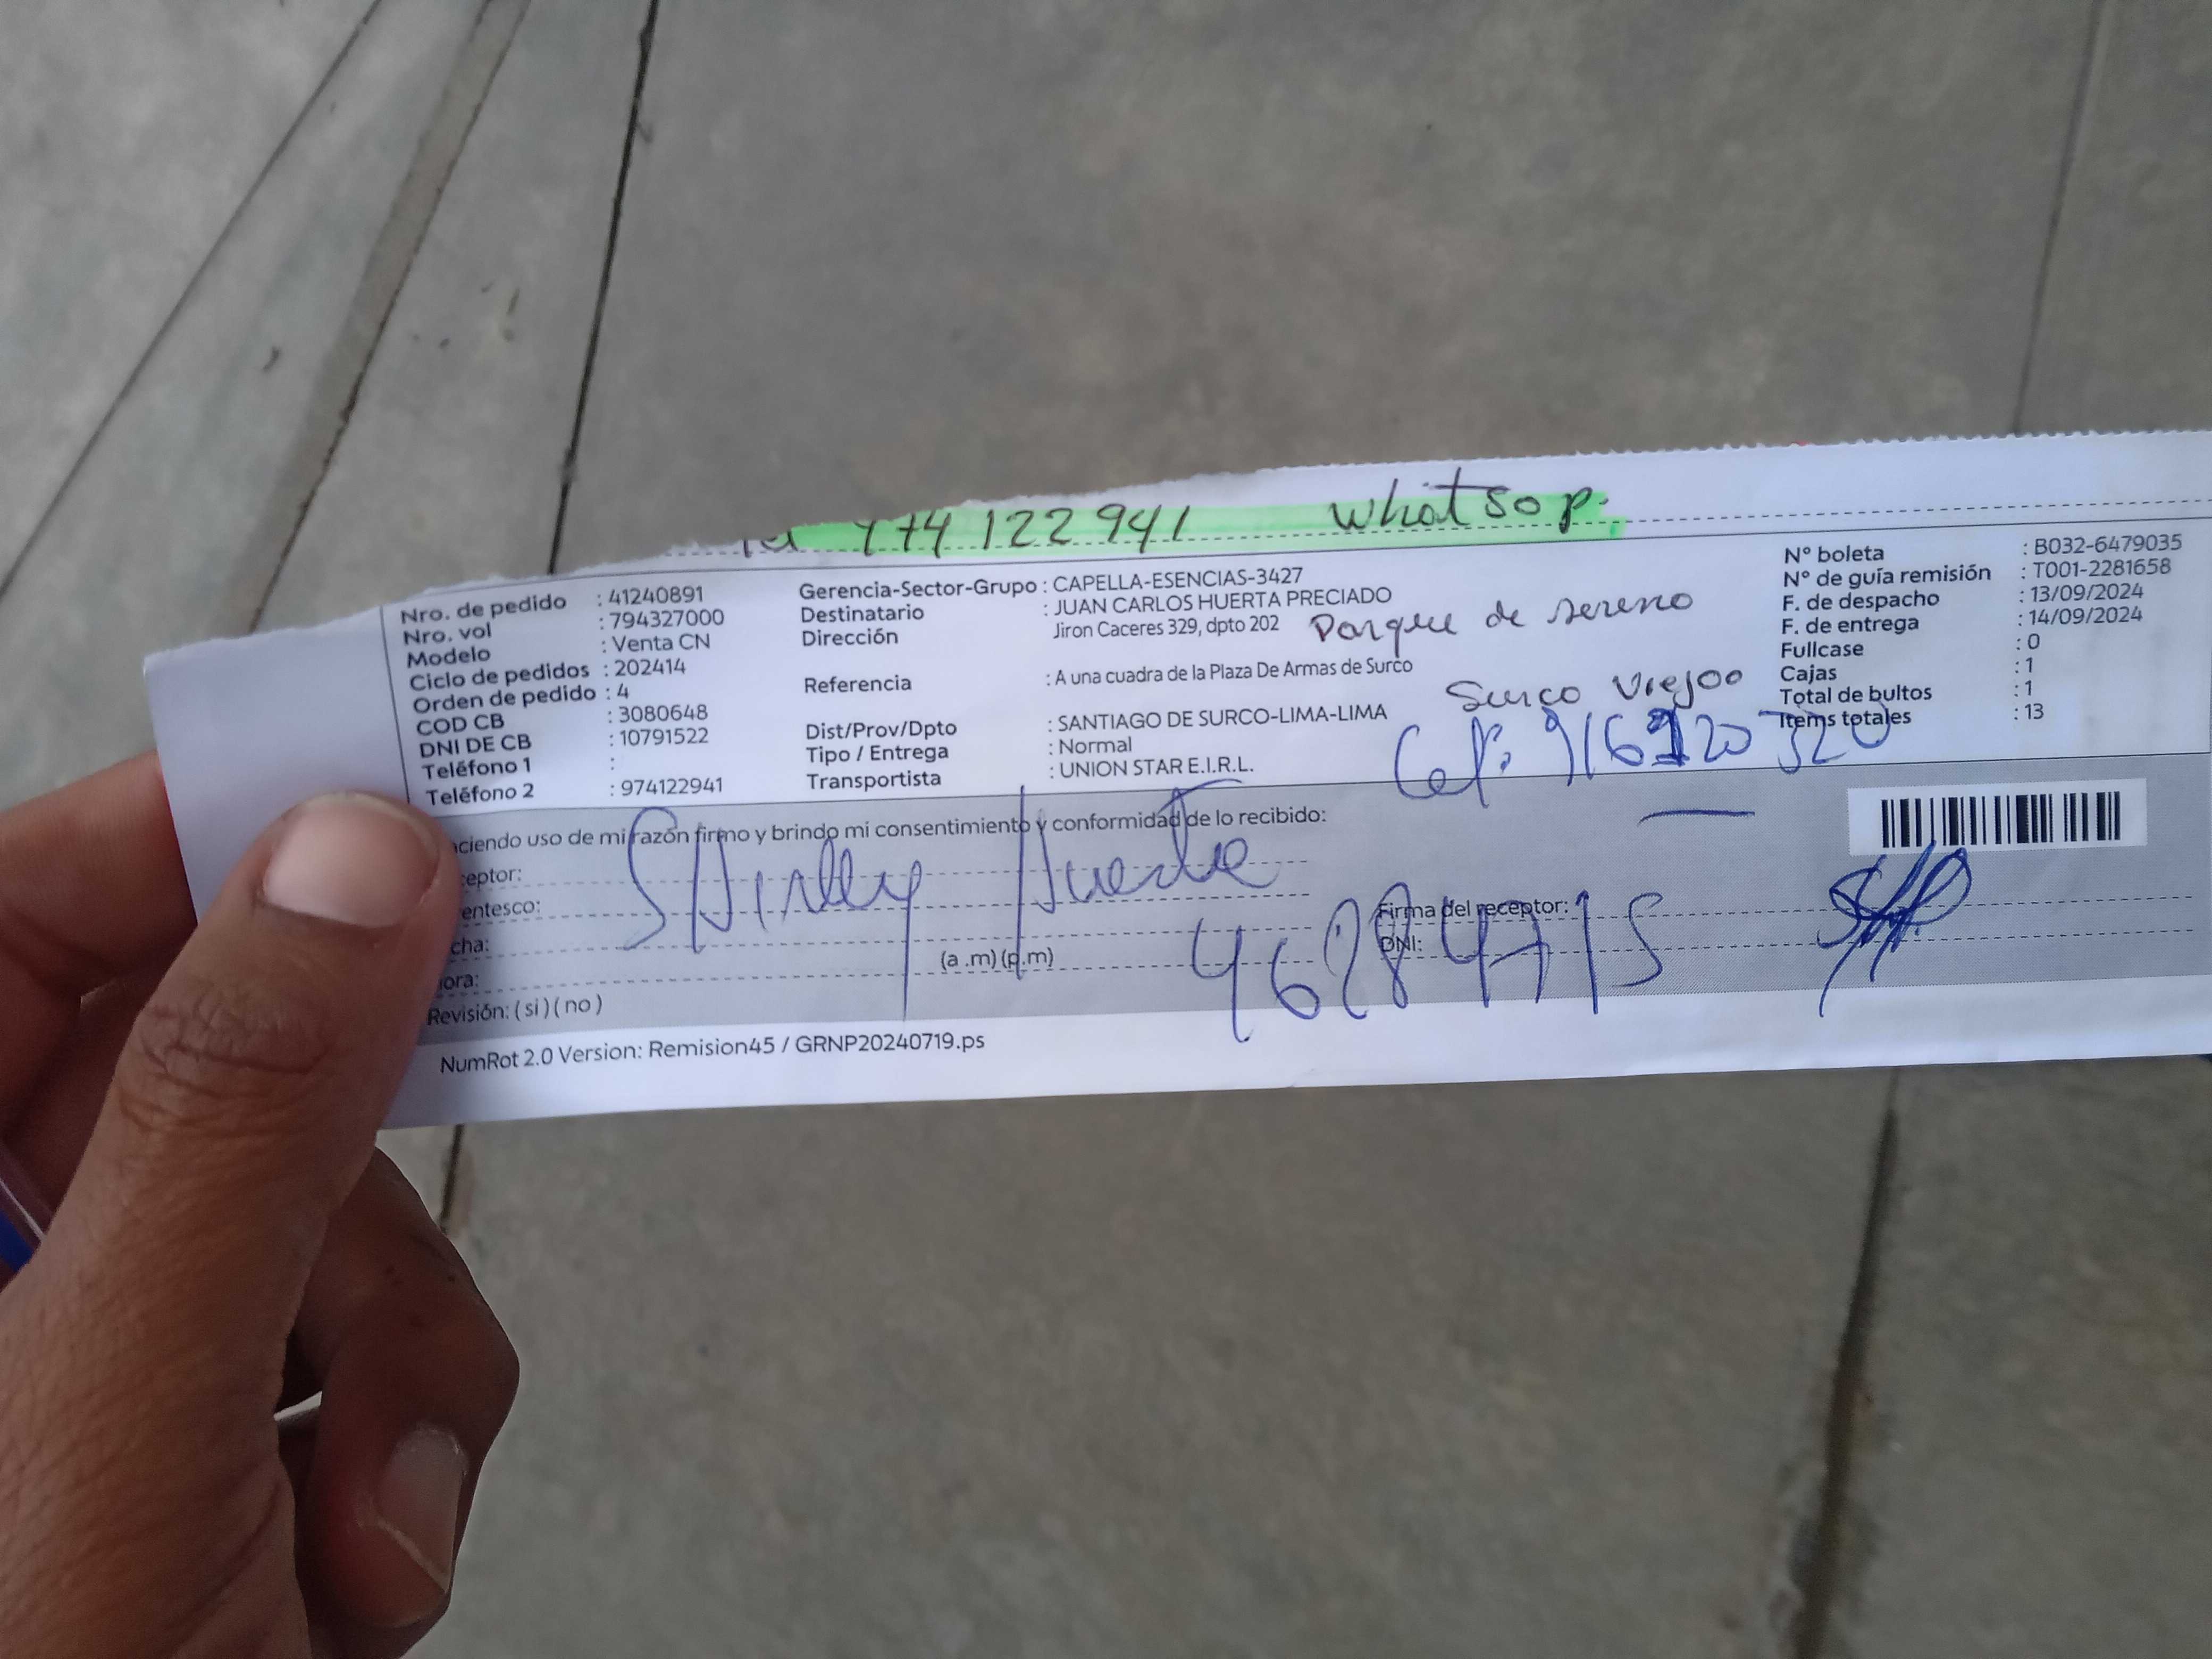 974122941 whatsop.
Nro. de pedido : 41240891
Nro. vol : 794327000
Modelo : Venta CN
Ciclo de pedidos : 202414
Orden de pedido : 4
COD CB : 3080648
DNI DE CB : 10791522
Teléfono 1 :
Teléfono 2 : 974122941
Gerencia-Sector-Grupo : CAPELLA-ESENCIAS-3427
Destinatario : JUAN CARLOS HUERTA PRECIADO
Dirección Jiron Caceres 329, dpto 202 Parque de sereno
Referencia : A una cuadra de la Plaza De Armas de Surco
Surco Viejoo
Dist/Prov/Dpto : SANTIAGO DE SURCO-LIMA-LIMA
Tipo / Entrega : Normal
Transportista : UNION STAR E.I.R.L.
Cel:
N° boleta : B032-6479035
N° de guía remisión : T001-2281658
F. de despacho : 13/09/2024
F. de entrega : 14/09/2024
Fullcase : 0
Cajas : 1
Total de bultos : 1
Items totales : 13
ciendo uso de mi razón firmo y brindo mi consentimiento y conformidad de lo recibido:
eptor: SHirlley Huerta
entesco:
cha:
ora: (a .m) (p.m)
Revisión: ( si ) ( no )
Firma del receptor:
DNI: 46284715
NumRot 2.0 Version: Remision45 / GRNP20240719.ps